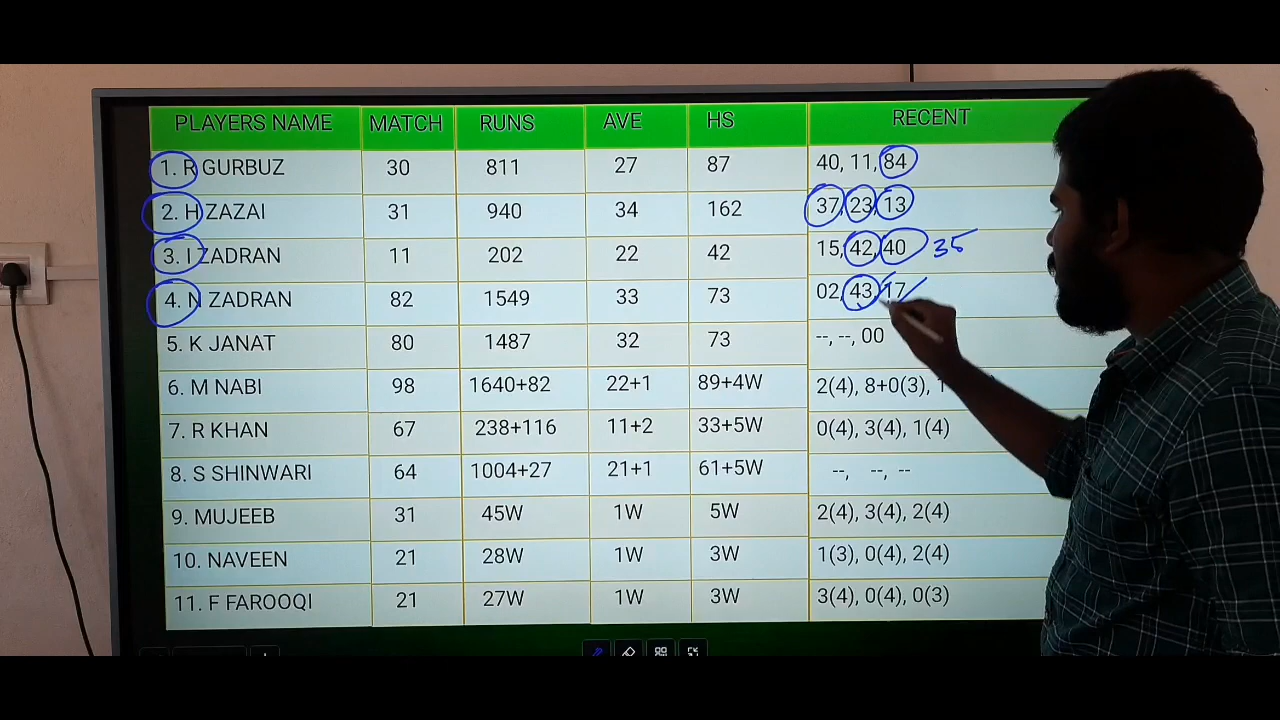 PLAYERS NAME MATCH RUNS AVE HS RECENT
1. R GURBUZ 30 811 27 87 40, 11, 84
2. H ZAZAI 31 940 34 162 37, 23, 13
3. I ZADRAN 11 202 22 42 15, 42, 40 35
4. N ZADRAN 82 1549 33 73 02, 43, 17
5. K JANAT 80 1487 32 73 --, --, 00
6. M NABI 98 1640+82 22+1 89+4W 2(4), 8+0(3), 1
7. R KHAN 67 238+116 11+2 33+5W 0(4), 3(4), 1(4)
8. S SHINWARI 64 1004+27 21+1 61+5W --, --, --
9. MUJEEB 31 45W 1W 5W 2(4), 3(4), 2(4)
10. NAVEEN 21 28W 1W 3W 1(3), 0(4), 2(4)
11. F FAROOQI 21 27W 1W 3W 3(4), 0(4), 0(3)